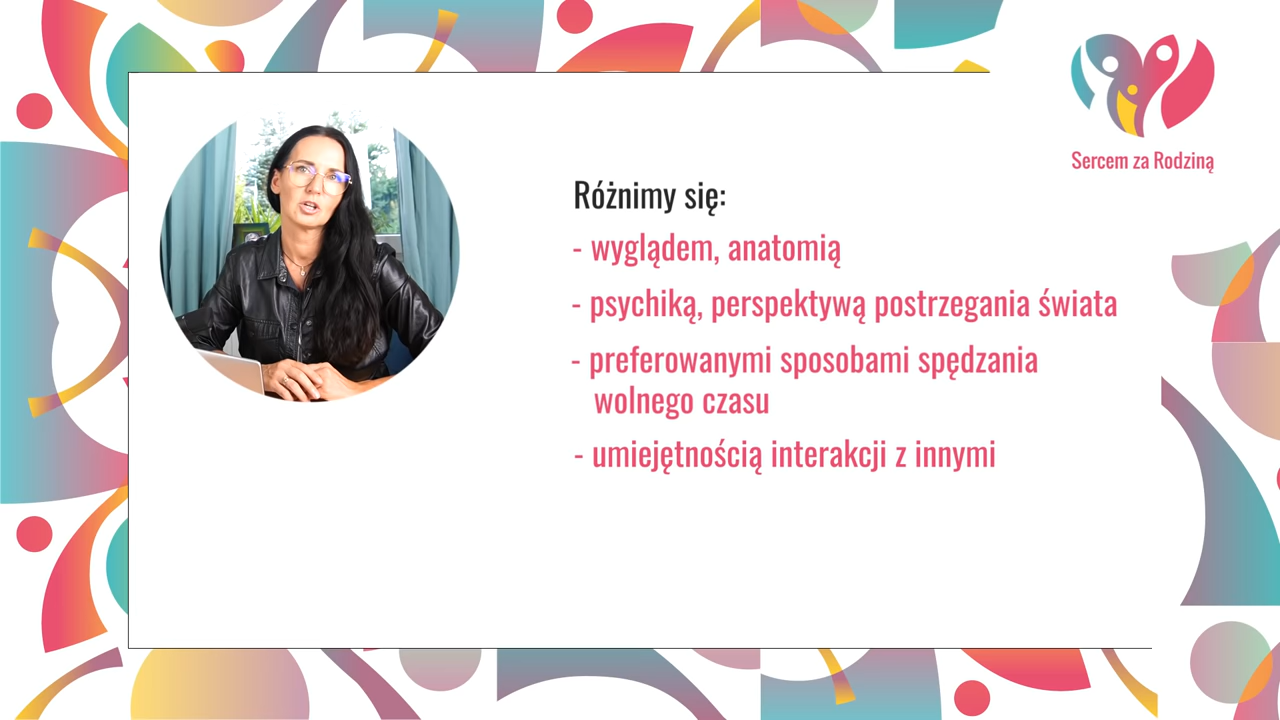 Sercem za Rodziną
Różnimy się:
- wyglądem, anatomią
- psychiką, perspektywą postrzegania świata
- preferowanymi sposobami spędzania
wolnego czasu
- umiejętnością interakcji z innymi